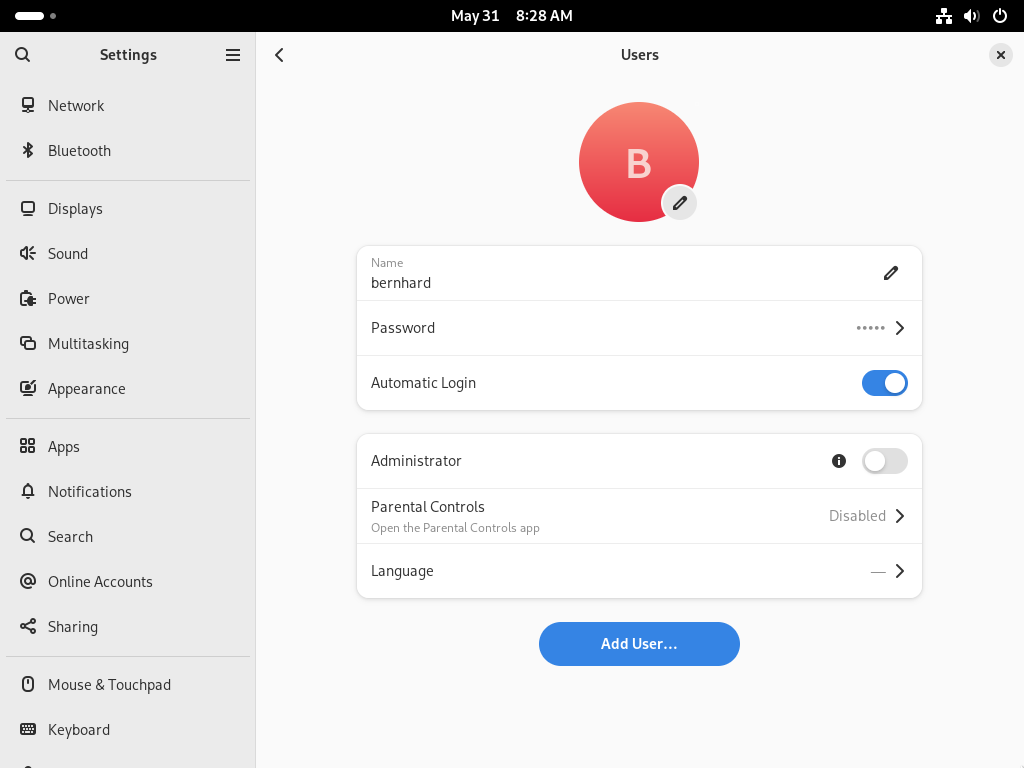 May 31 8:28 AM
Settings
Users
Network
Bluetooth
Displays
Sound
Power
Multitasking
Appearance
Apps
Notifications
Search
Online Accounts
Sharing
Mouse & Touchpad
Keyboard
B
Name
bernhard
Password •••••
Automatic Login
Administrator
Parental Controls
Open the Parental Controls app
Disabled
Language —
Add User...